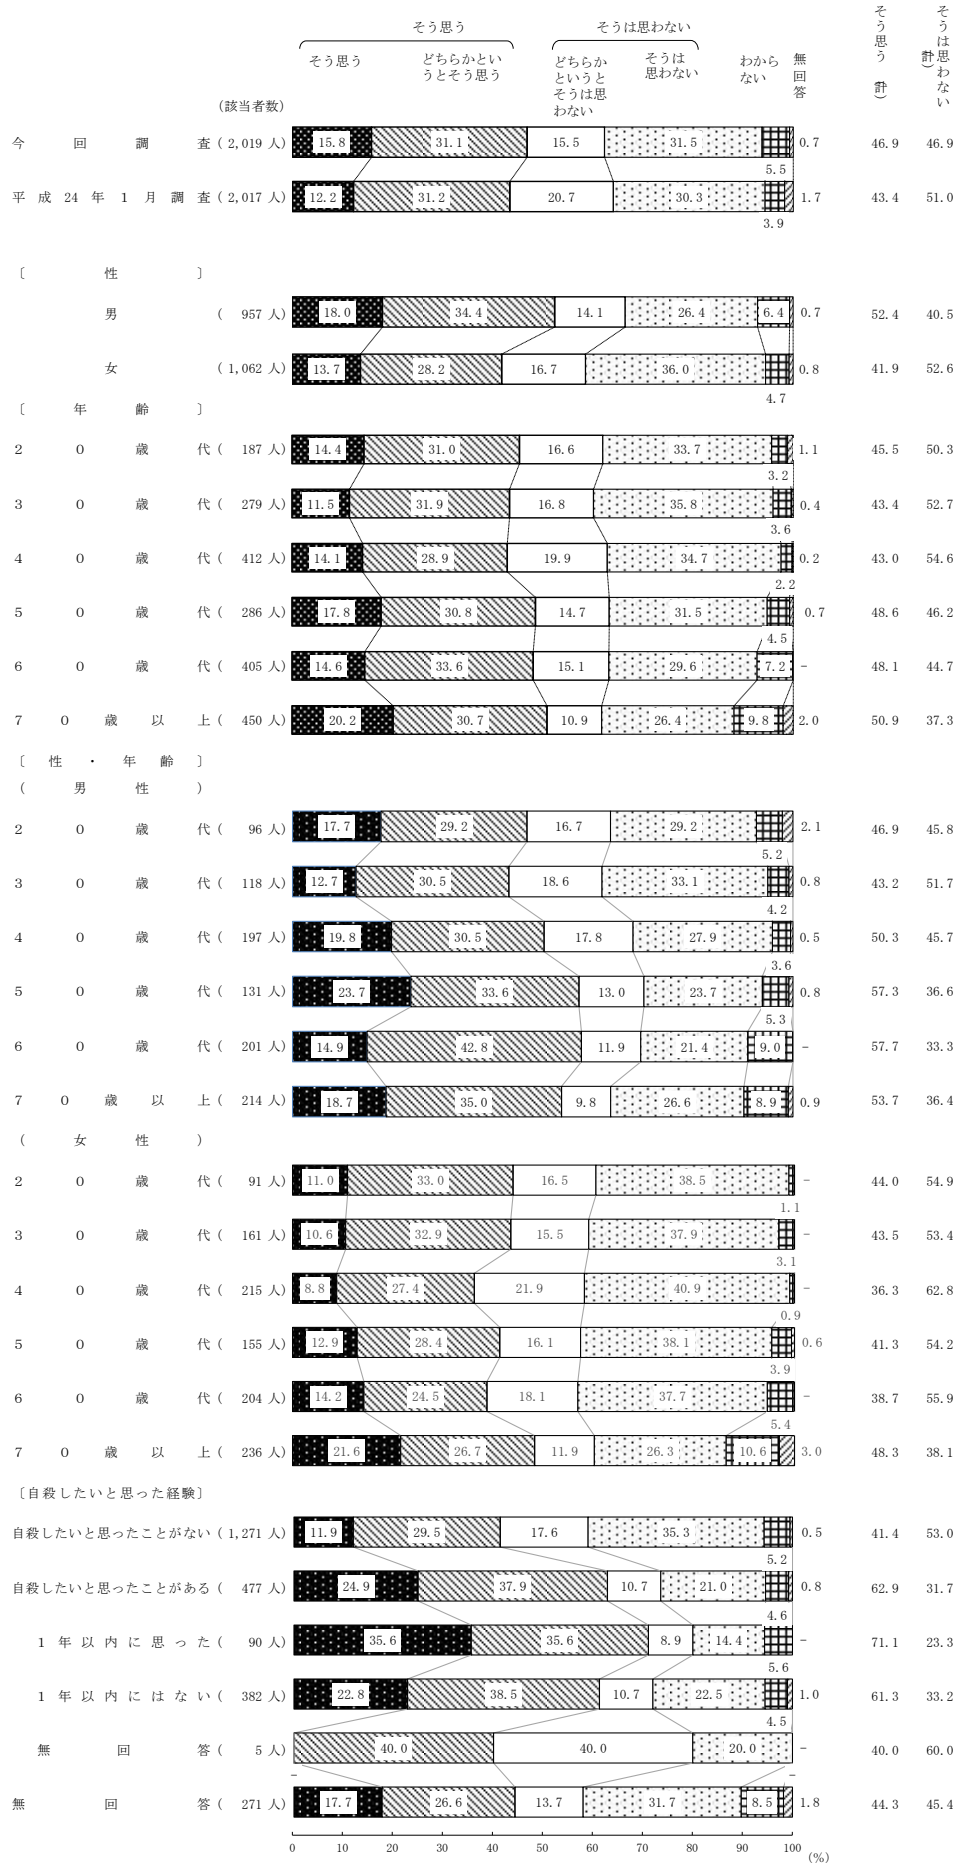 そう思う
そうは思わない
そう思う
どちらかとい
うとそう思う
どちらか
というと
そうは思
わない
そうは
思わない
わから
ない
無回答
そう思う（計）
そうは思わない（計）
（該当者数）
今回調査（2,019人） 15.8 31.1 15.5 31.5 5.5 0.7 46.9 46.9
平成24年1月調査（2,017人） 12.2 31.2 20.7 30.3 3.9 1.7 43.4 51.0
〔性〕
男（957人） 18.0 34.4 14.1 26.4 6.4 0.7 52.4 40.5
女（1,062人） 13.7 28.2 16.7 36.0 4.7 0.8 41.9 52.6
〔年齢〕
20歳代（187人） 14.4 31.0 16.6 33.7 3.2 1.1 45.5 50.3
30歳代（279人） 11.5 31.9 16.8 35.8 3.6 0.4 43.4 52.7
40歳代（412人） 14.1 28.9 19.9 34.7 2.2 0.2 43.0 54.6
50歳代（286人） 17.8 30.8 14.7 31.5 4.5 0.7 48.6 46.2
60歳代（405人） 14.6 33.6 15.1 29.6 7.2 － 48.1 44.7
70歳以上（450人） 20.2 30.7 10.9 26.4 9.8 2.0 50.9 37.3
〔性・年齢〕
（男性）
20歳代（96人） 17.7 29.2 16.7 29.2 5.2 2.1 46.9 45.8
30歳代（118人） 12.7 30.5 18.6 33.1 4.2 0.8 43.2 51.7
40歳代（197人） 19.8 30.5 17.8 27.9 3.6 0.5 50.3 45.7
50歳代（131人） 23.7 33.6 13.0 23.7 5.3 0.8 57.3 36.6
60歳代（201人） 14.9 42.8 11.9 21.4 9.0 － 57.7 33.3
70歳以上（214人） 18.7 35.0 9.8 26.6 8.9 0.9 53.7 36.4
（女性）
20歳代（91人） 11.0 33.0 16.5 38.5 1.1 － 44.0 54.9
30歳代（161人） 10.6 32.9 15.5 37.9 3.1 － 43.5 53.4
40歳代（215人） 8.8 27.4 21.9 40.9 0.9 － 36.3 62.8
50歳代（155人） 12.9 28.4 16.1 38.1 3.9 0.6 41.3 54.2
60歳代（204人） 14.2 24.5 18.1 37.7 5.4 － 38.7 55.9
70歳以上（236人） 21.6 26.7 11.9 26.3 10.6 3.0 48.3 38.1
〔自殺したいと思った経験〕
自殺したいと思ったことがない（1,271人） 11.9 29.5 17.6 35.3 5.2 0.5 41.4 53.0
自殺したいと思ったことがある（477人） 24.9 37.9 10.7 21.0 4.6 0.8 62.9 31.7
1年以内に思った（90人） 35.6 35.6 8.9 14.4 5.6 － 71.1 23.3
1年以内にはない（382人） 22.8 38.5 10.7 22.5 4.5 1.0 61.3 33.2
無回答（5人） － 40.0 40.0 20.0 － － 40.0 60.0
無回答（271人） 17.7 26.6 13.7 31.7 8.5 1.8 44.3 45.4
0 10 20 30 40 50 60 70 80 90 100
（%）